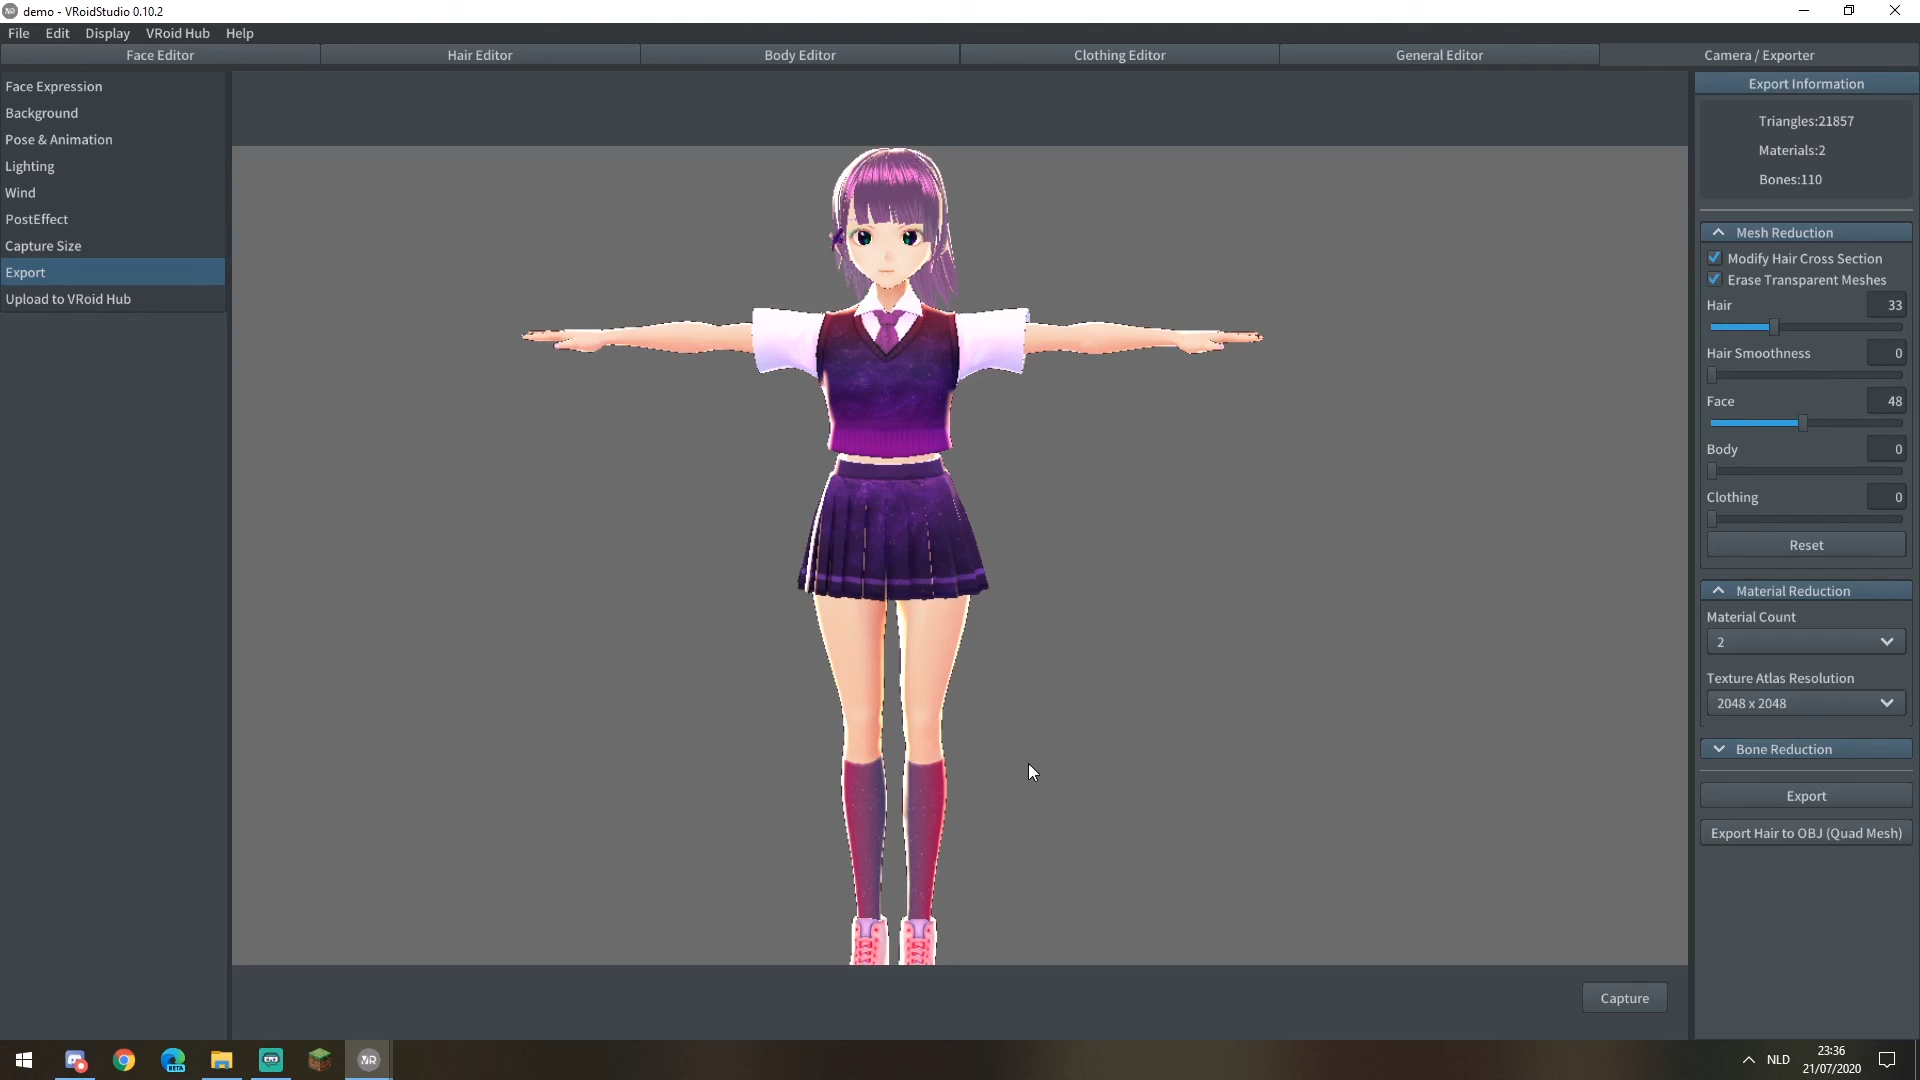 demo - VRoidStudio 0.10.2
File Edit Display VRoid Hub Help
Face Editor Hair Editor Body Editor Clothing Editor General Editor Camera / Exporter
Face Expression
Background
Pose & Animation
Lighting
Wind
PostEffect
Capture Size
Export
Upload to VRoid Hub
Export Information
Triangles:21857
Materials:2
Bones:110
Mesh Reduction
Modify Hair Cross Section
Erase Transparent Meshes
Hair 33
Hair Smoothness 0
Face 48
Body 0
Clothing 0
Reset
Material Reduction
Material Count
2
Texture Atlas Resolution
2048 x 2048
Bone Reduction
Export
Export Hair to OBJ (Quad Mesh)
Capture
BETA
VR
NLD
23:36
21/07/2020